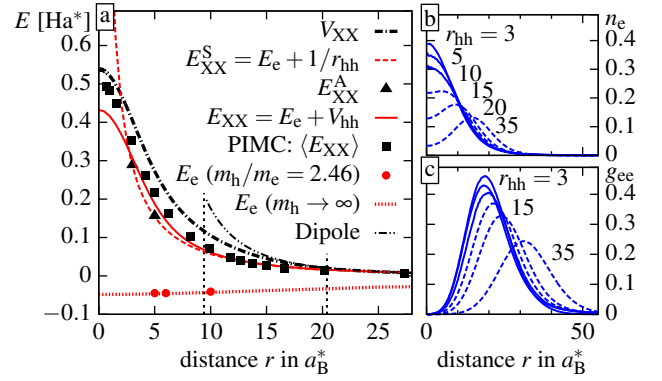 E [Ha*]
a
0.6
0.5
0.4
0.3
0.2
0.1
0
−0.1
V_XX
E^S_XX = E_e + 1/r_hh
E^A_XX
E_XX = E_e + V_hh
PIMC: ⟨E_XX⟩
E_e (m_h/m_e = 2.46)
E_e (m_h → ∞)
Dipole
0 5 10 15 20 25
distance r in a*_B
b
n_e
r_hh = 3
5
10
15
20
35
0.4
0.3
0.2
0.1
0
c
g_ee
r_hh = 3
15
35
0.4
0.3
0.2
0.1
0
0 50
distance r in a*_B